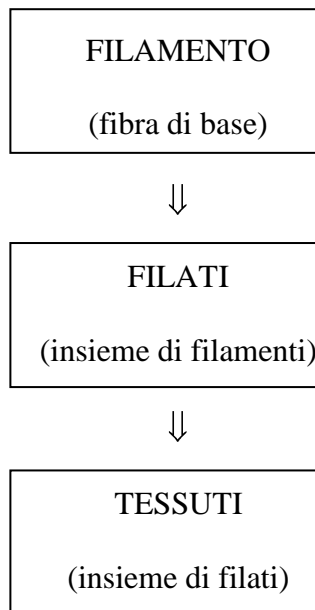 FILAMENTO
(fibra di base)
⇓
FILATI
(insieme di filamenti)
⇓
TESSUTI
(insieme di filati)